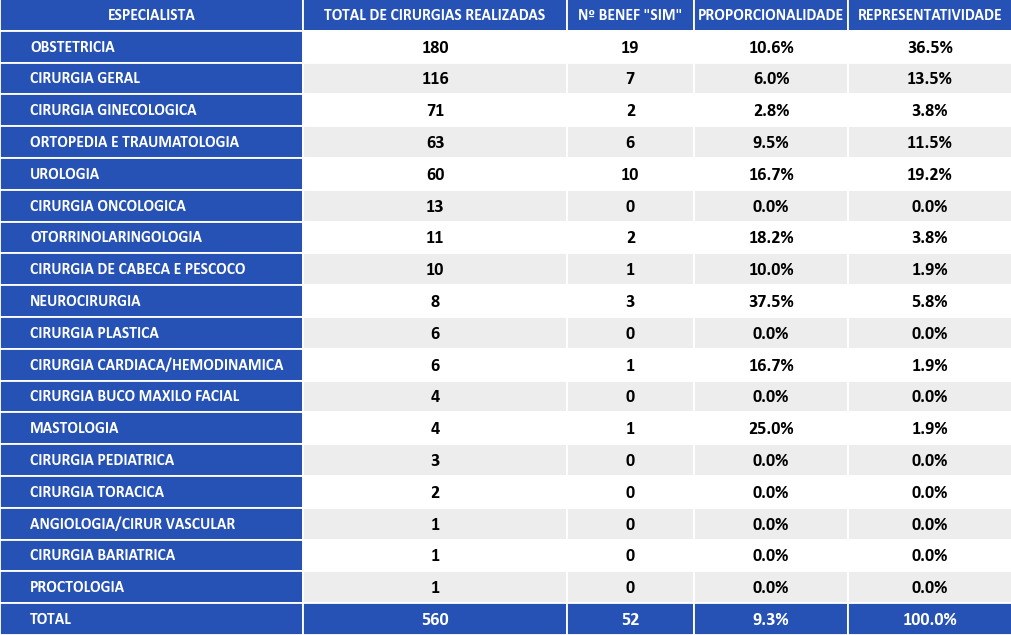 ESPECIALISTA TOTAL DE CIRURGIAS REALIZADAS Nº BENEF "SIM" PROPORCIONALIDADE REPRESENTATIVIDADE
OBSTETRICIA 180 19 10.6% 36.5%
CIRURGIA GERAL 116 7 6.0% 13.5%
CIRURGIA GINECOLOGICA 71 2 2.8% 3.8%
ORTOPEDIA E TRAUMATOLOGIA 63 6 9.5% 11.5%
UROLOGIA 60 10 16.7% 19.2%
CIRURGIA ONCOLOGICA 13 0 0.0% 0.0%
OTORRINOLARINGOLOGIA 11 2 18.2% 3.8%
CIRURGIA DE CABECA E PESCOCO 10 1 10.0% 1.9%
NEUROCIRURGIA 8 3 37.5% 5.8%
CIRURGIA PLASTICA 6 0 0.0% 0.0%
CIRURGIA CARDIACA/HEMODINAMICA 6 1 16.7% 1.9%
CIRURGIA BUCO MAXILO FACIAL 4 0 0.0% 0.0%
MASTOLOGIA 4 1 25.0% 1.9%
CIRURGIA PEDIATRICA 3 0 0.0% 0.0%
CIRURGIA TORACICA 2 0 0.0% 0.0%
ANGIOLOGIA/CIRUR VASCULAR 1 0 0.0% 0.0%
CIRURGIA BARIATRICA 1 0 0.0% 0.0%
PROCTOLOGIA 1 0 0.0% 0.0%
TOTAL 560 52 9.3% 100.0%